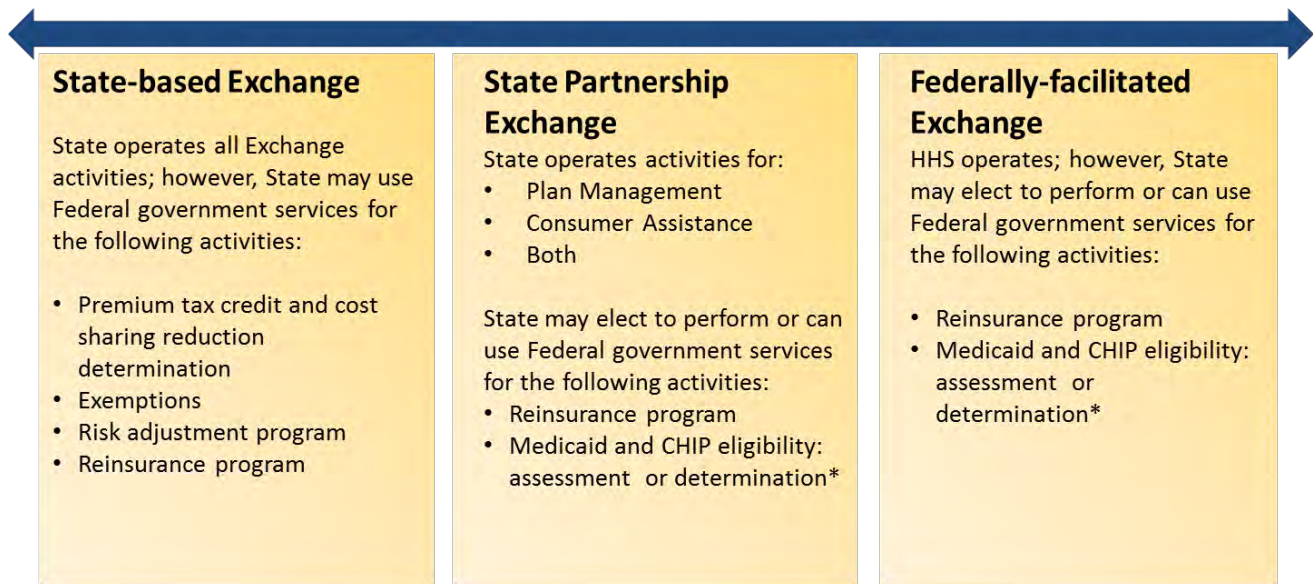 State-based Exchange
State operates all Exchange
activities; however, State may use
Federal government services for
the following activities:
• Premium tax credit and cost
sharing reduction
determination
• Exemptions
• Risk adjustment program
• Reinsurance program
State Partnership
Exchange
State operates activities for:
• Plan Management
• Consumer Assistance
• Both
State may elect to perform or can
use Federal government services
for the following activities:
• Reinsurance program
• Medicaid and CHIP eligibility:
assessment or determination*
Federally-facilitated
Exchange
HHS operates; however, State
may elect to perform or can use
Federal government services for
the following activities:
• Reinsurance program
• Medicaid and CHIP eligibility:
assessment or
determination*